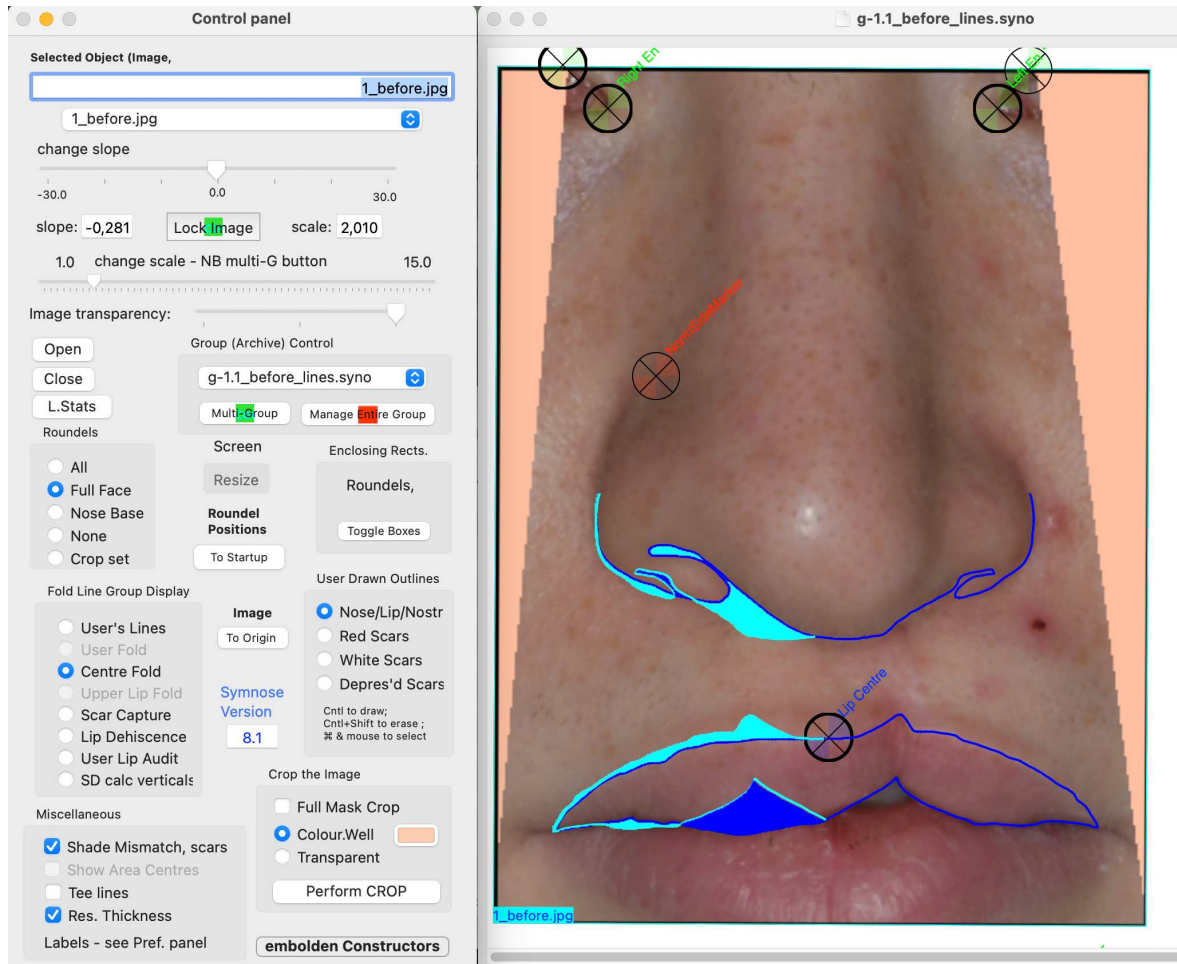 Control panel
Selected Object (Image,
1_before.jpg
1_before.jpg
change slope
-30.0 0.0 30.0
slope: -0,281 Lock Image scale: 2,010
1.0 change scale - NB multi-G button 15.0
Image transparency:
Open
Close
L.Stats
Group (Archive) Control
g-1.1_before_lines.syno
Multi-Group Manage Entire Group
Roundels
All
Full Face
Nose Base
None
Crop set
Screen
Resize
Roundel
Positions
To Startup
Enclosing Rects.
Roundels,
Toggle Boxes
Fold Line Group Display
User's Lines
User Fold
Centre Fold
Upper Lip Fold
Scar Capture
Lip Dehiscence
User Lip Audit
SD calc verticals
Image
To Origin
Symnose
Version
8.1
User Drawn Outlines
Nose/Lip/Nostr
Red Scars
White Scars
Depres'd Scars
Cntl to draw;
Cntl+Shift to erase ;
⌘ & mouse to select
Crop the Image
Full Mask Crop
Colour.Well
Transparent
Perform CROP
Miscellaneous
Shade Mismatch, scars
Show Area Centres
Tee lines
Res. Thickness
Labels - see Pref. panel
embolden Constructors
g-1.1_before_lines.syno
Right En
Left En
Lip Centre
1_before.jpg